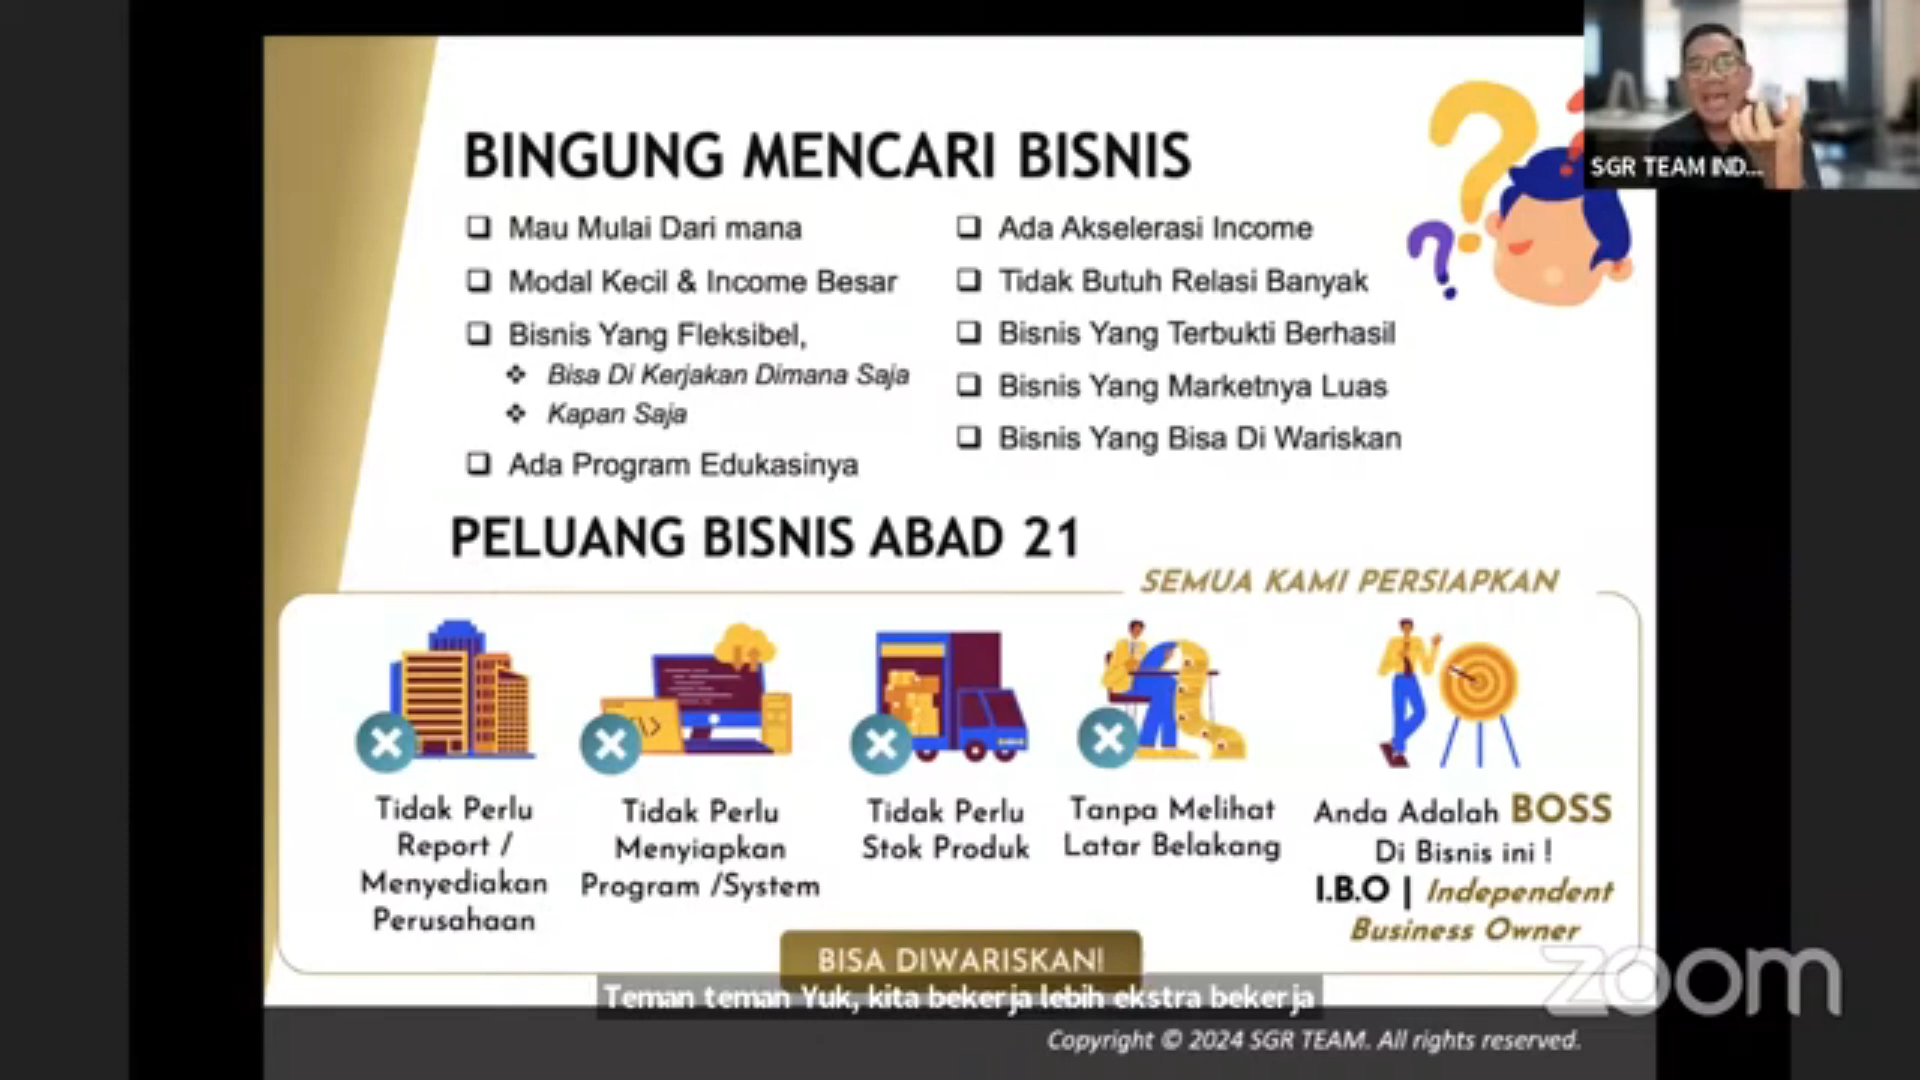 BINGUNG MENCARI BISNIS
Mau Mulai Dari mana
Modal Kecil & Income Besar
Bisnis Yang Fleksibel,
Bisa Di Kerjakan Dimana Saja
Kapan Saja
Ada Program Edukasinya
Ada Akselerasi Income
Tidak Butuh Relasi Banyak
Bisnis Yang Terbukti Berhasil
Bisnis Yang Marketnya Luas
Bisnis Yang Bisa Di Wariskan
SGR TEAM IND...
PELUANG BISNIS ABAD 21
SEMUA KAMI PERSIAPKAN
Tidak Perlu
Report /
Menyediakan
Perusahaan
Tidak Perlu
Menyiapkan
Program /System
Tidak Perlu
Stok Produk
Tanpa Melihat
Latar Belakang
Anda Adalah BOSS
Di Bisnis ini !
I.B.O | Independent
Business Owner
BISA DIWARISKAN!
Teman teman Yuk, kita bekerja lebih ekstra bekerja
zoom
Copyright © 2024 SGR TEAM. All rights reserved.